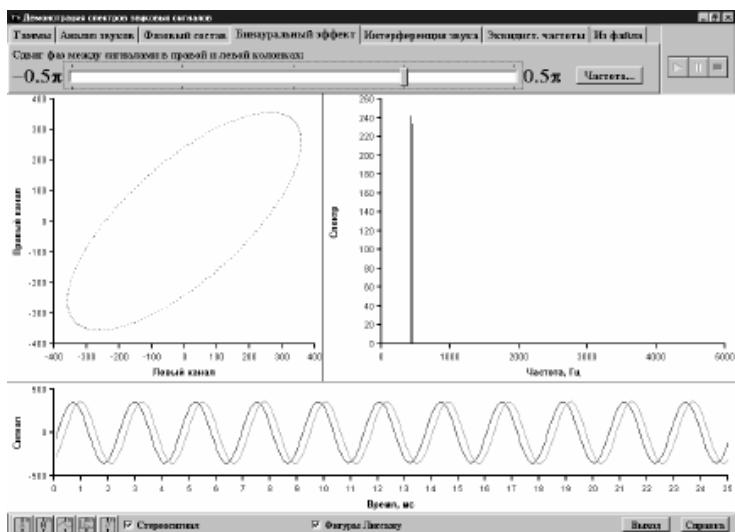 Демонстрация спектров звуковых сигналов
Гаммы Анализ звуков Фазовый состав Бинауральный эффект Интерференция звука Эквидист. частоты Из файла
Сдвиг фаз между сигналами в правой и левой колонках:
−0.5π 0.5π Частота...
400
300
200
100
0
-100
-200
-300
-400
Правый канал
-400 -300 -200 -100 0 100 200 300 400
Левый канал
260
240
220
200
180
160
140
120
100
80
60
40
20
0
Спектр
0 1000 2000 3000 4000 5000
Частота, Гц
500
0
-500
Сигнал
0 1 2 3 4 5 6 7 8 9 10 11 12 13 14 15 16 17 18 19 20 21 22 23 24 25
Время, мс
Стереосигнал Фигуры Лиссажу Выход Справка